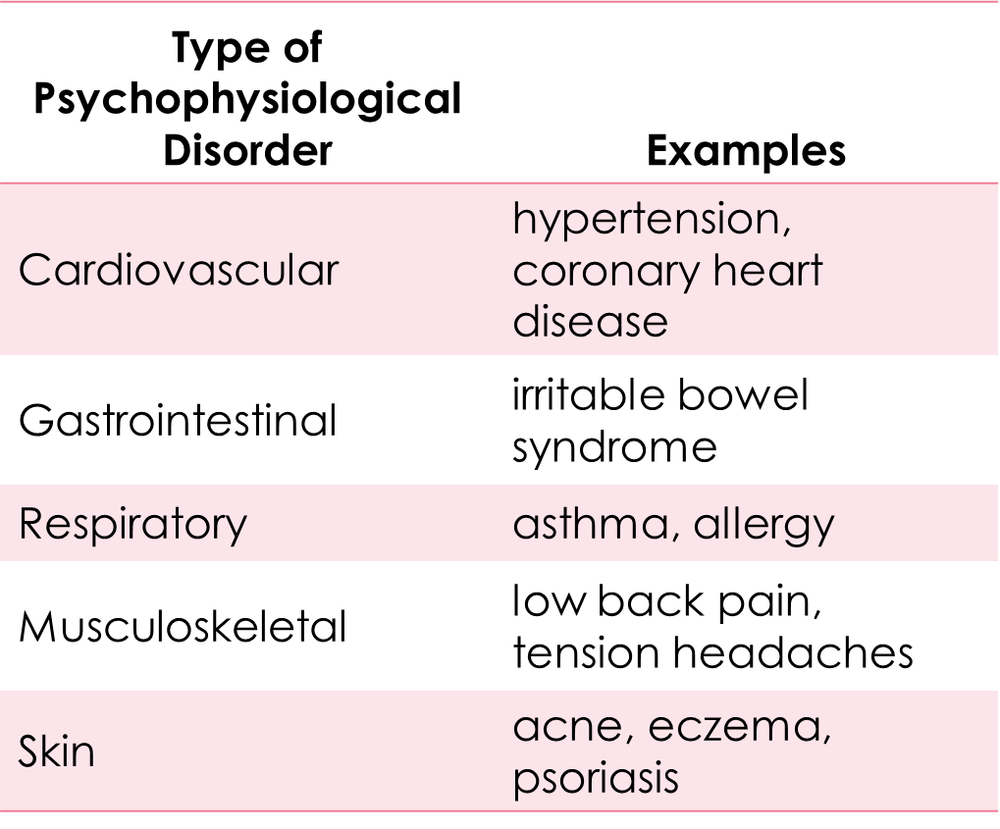 Type of
Psychophysiological
Disorder
Examples
Cardiovascular
hypertension,
coronary heart
disease
Gastrointestinal
irritable bowel
syndrome
Respiratory
asthma, allergy
Musculoskeletal
low back pain,
tension headaches
Skin
acne, eczema,
psoriasis